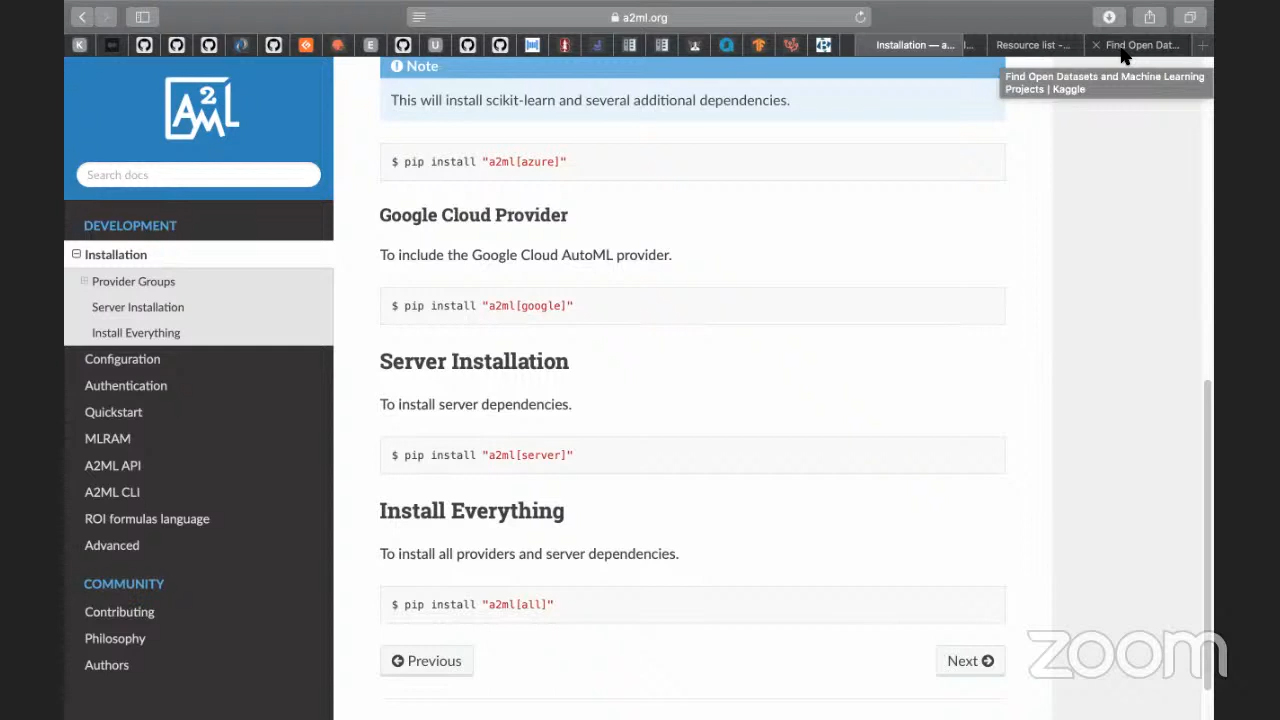 a2ml.org
K
E
U
Installation — a...
I...
Resource list -...
Find Open Dat...
Find Open Datasets and Machine Learning
Projects | Kaggle
A2ML
Search docs
DEVELOPMENT
Installation
Provider Groups
Server Installation
Install Everything
Configuration
Authentication
Quickstart
MLRAM
A2ML API
A2ML CLI
ROI formulas language
Advanced
COMMUNITY
Contributing
Philosophy
Authors
Note
This will install scikit-learn and several additional dependencies.
$ pip install "a2ml[azure]"
Google Cloud Provider
To include the Google Cloud AutoML provider.
$ pip install "a2ml[google]"
Server Installation
To install server dependencies.
$ pip install "a2ml[server]"
Install Everything
To install all providers and server dependencies.
$ pip install "a2ml[all]"
Previous
Next
zoom